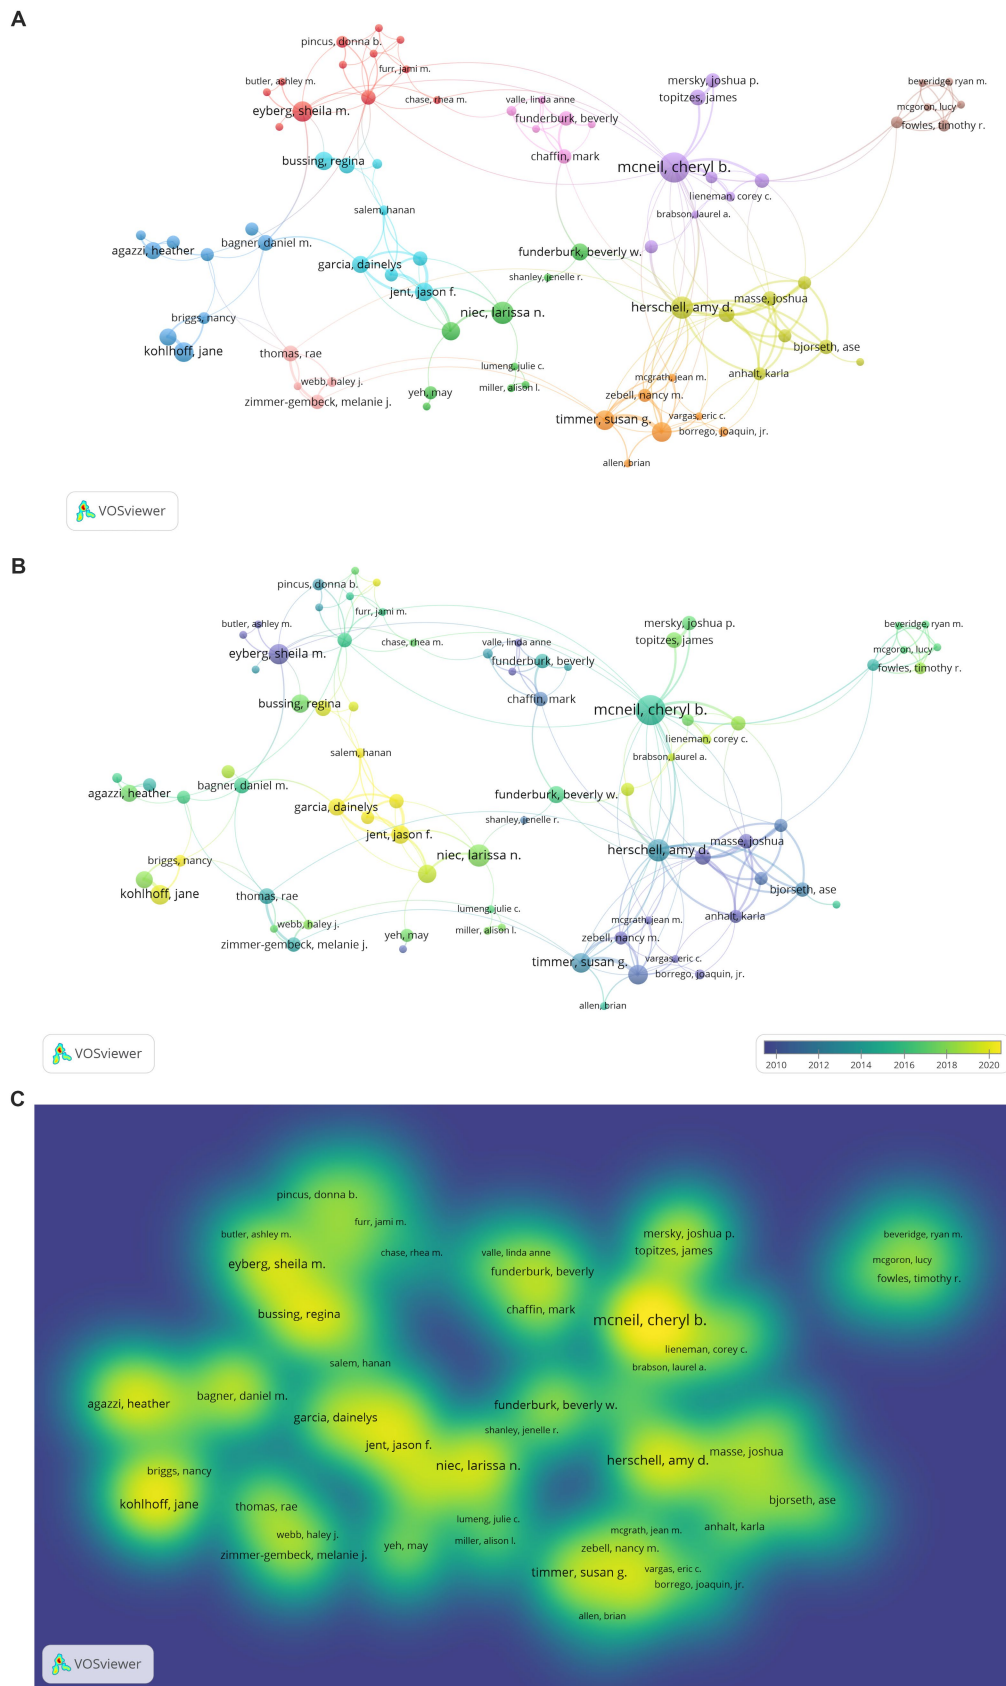 A
pincus, donna b.
furr, jami m.
butler, ashley m.
chase, rhea m.
eyberg, sheila m.
mersky, joshua p.
topitzes, james
beveridge, ryan m.
mcgoron, lucy
fowles, timothy r.
valle, linda anne
funderburk, beverly
chaffin, mark
mcneil, cheryl b.
lieneman, corey c.
brabson, laurel a.
bussing, regina
salem, hanan
agazzi, heather
bagner, daniel m.
garcia, dainelys
jent, jason f.
funderburk, beverly w.
shanley, jenelle r.
niec, larissa n.
herschell, amy d.
masse, joshua
bjorseth, ase
anhalt, karla
briggs, nancy
kohlhoff, jane
thomas, rae
webb, haley j.
zimmer-gembeck, melanie j.
lumeng, julie c.
miller, alison l.
yeh, may
mcgrath, jean m.
zebell, nancy m.
timmer, susan g.
vargas, eric c.
borrego, joaquin, jr.
allen, brian
VOSviewer
B
pincus, donna b.
furr, jami m.
butler, ashley m.
chase, rhea m.
eyberg, sheila m.
mersky, joshua p.
topitzes, james
beveridge, ryan m.
mcgoron, lucy
fowles, timothy r.
valle, linda anne
funderburk, beverly
chaffin, mark
mcneil, cheryl b.
lieneman, corey c.
brabson, laurel a.
bussing, regina
salem, hanan
agazzi, heather
bagner, daniel m.
garcia, dainelys
jent, jason f.
funderburk, beverly w.
shanley, jenelle r.
niec, larissa n.
herschell, amy d.
masse, joshua
bjorseth, ase
anhalt, karla
briggs, nancy
kohlhoff, jane
thomas, rae
webb, haley j.
zimmer-gembeck, melanie j.
lumeng, julie c.
miller, alison l.
yeh, may
mcgrath, jean m.
zebell, nancy m.
timmer, susan g.
vargas, eric c.
borrego, joaquin, jr.
allen, brian
VOSviewer
2010 2012 2014 2016 2018 2020
C
pincus, donna b.
furr, jami m.
butler, ashley m.
chase, rhea m.
eyberg, sheila m.
mersky, joshua p.
topitzes, james
beveridge, ryan m.
mcgoron, lucy
fowles, timothy r.
valle, linda anne
funderburk, beverly
chaffin, mark
mcneil, cheryl b.
lieneman, corey c.
brabson, laurel a.
bussing, regina
salem, hanan
agazzi, heather
bagner, daniel m.
garcia, dainelys
jent, jason f.
funderburk, beverly w.
shanley, jenelle r.
niec, larissa n.
herschell, amy d.
masse, joshua
bjorseth, ase
anhalt, karla
briggs, nancy
kohlhoff, jane
thomas, rae
webb, haley j.
zimmer-gembeck, melanie j.
lumeng, julie c.
miller, alison l.
yeh, may
mcgrath, jean m.
zebell, nancy m.
timmer, susan g.
vargas, eric c.
borrego, joaquin, jr.
allen, brian
VOSviewer